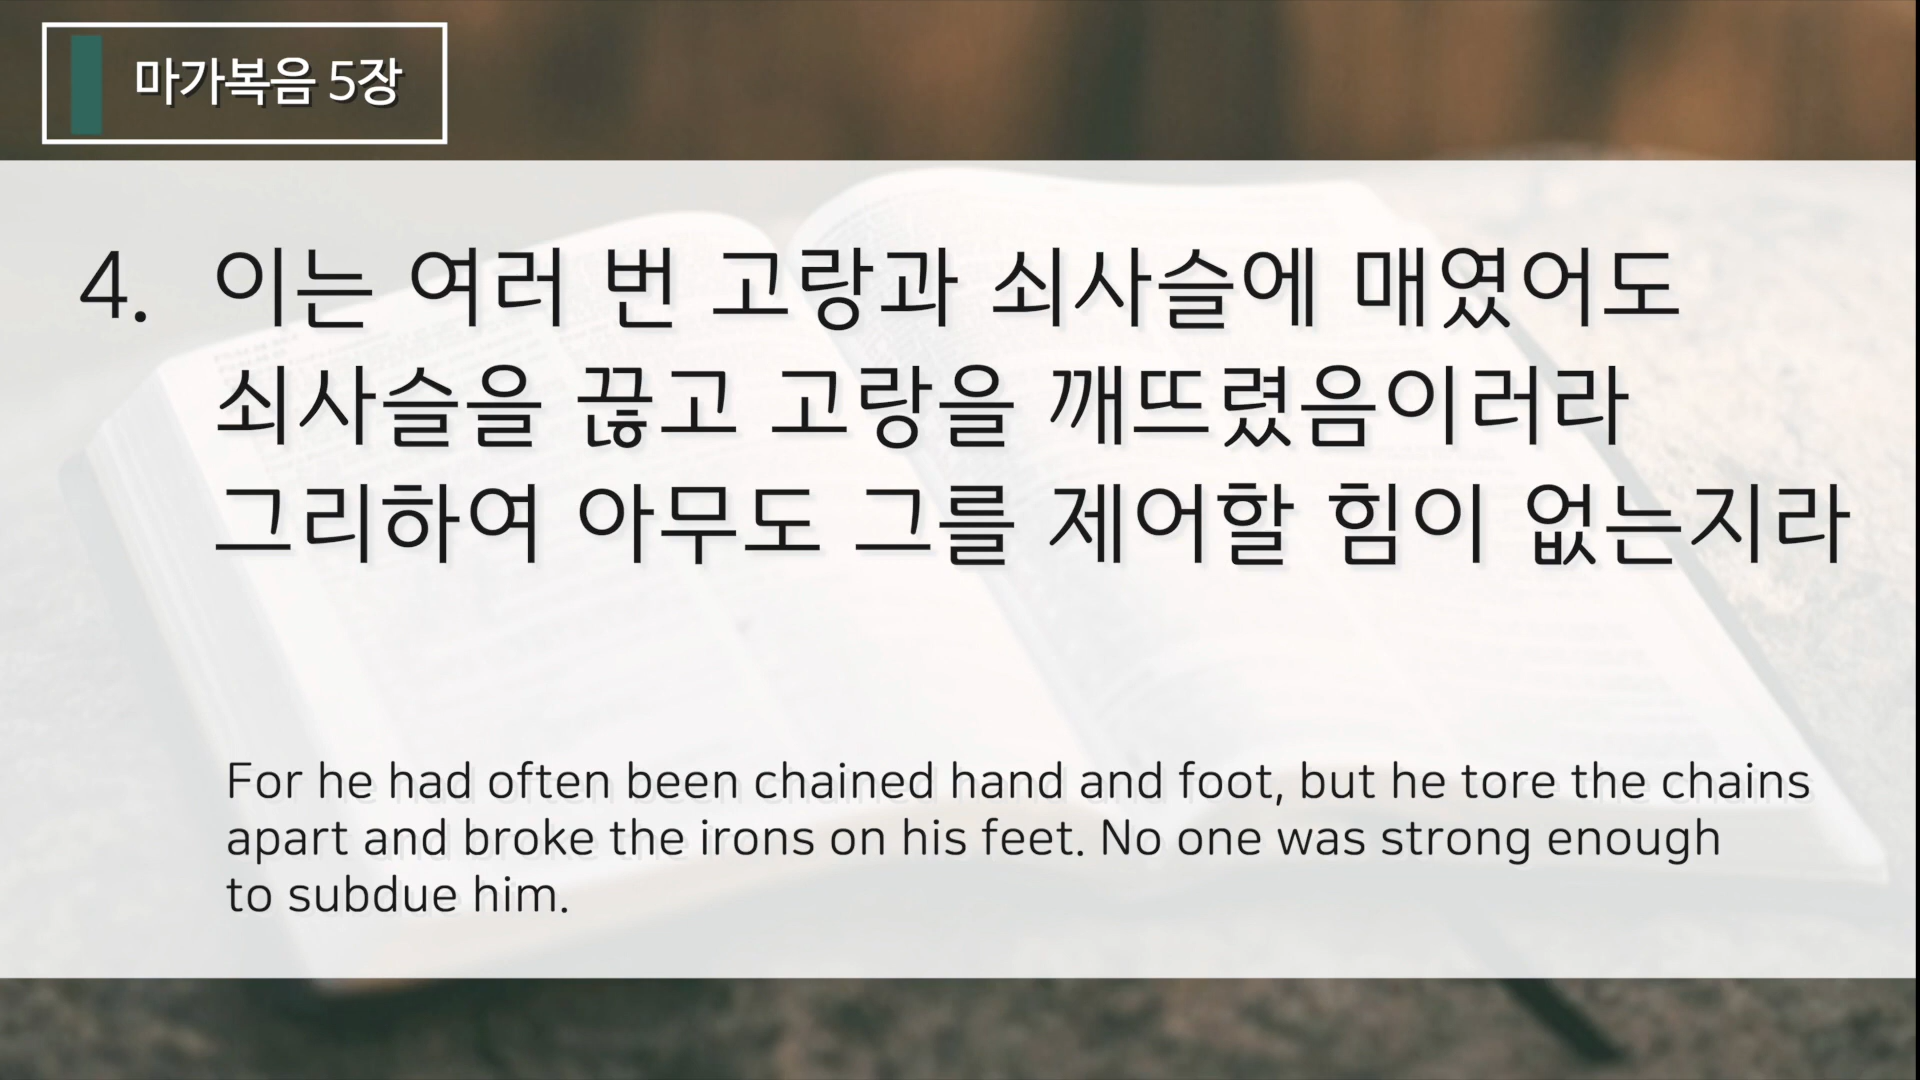 마가복음 5장
4. 이는 여러 번 고랑과 쇠사슬에 매였어도
쇠사슬을 끊고 고랑을 깨뜨렸음이러라
그리하여 아무도 그를 제어할 힘이 없는지라
For he had often been chained hand and foot, but he tore the chains
apart and broke the irons on his feet. No one was strong enough
to subdue him.